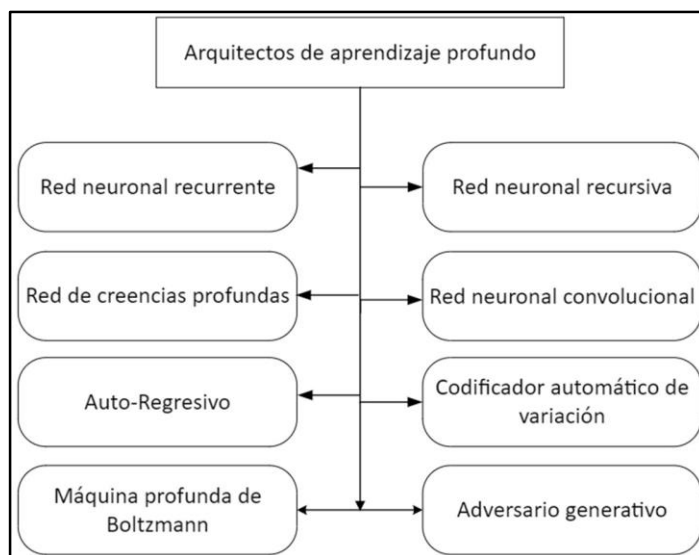 Arquitectos de aprendizaje profundo
Red neuronal recurrente
Red neuronal recursiva
Red de creencias profundas
Red neuronal convolucional
Auto-Regresivo
Codificador automático de
variación
Máquina profunda de
Boltzmann
Adversario generativo